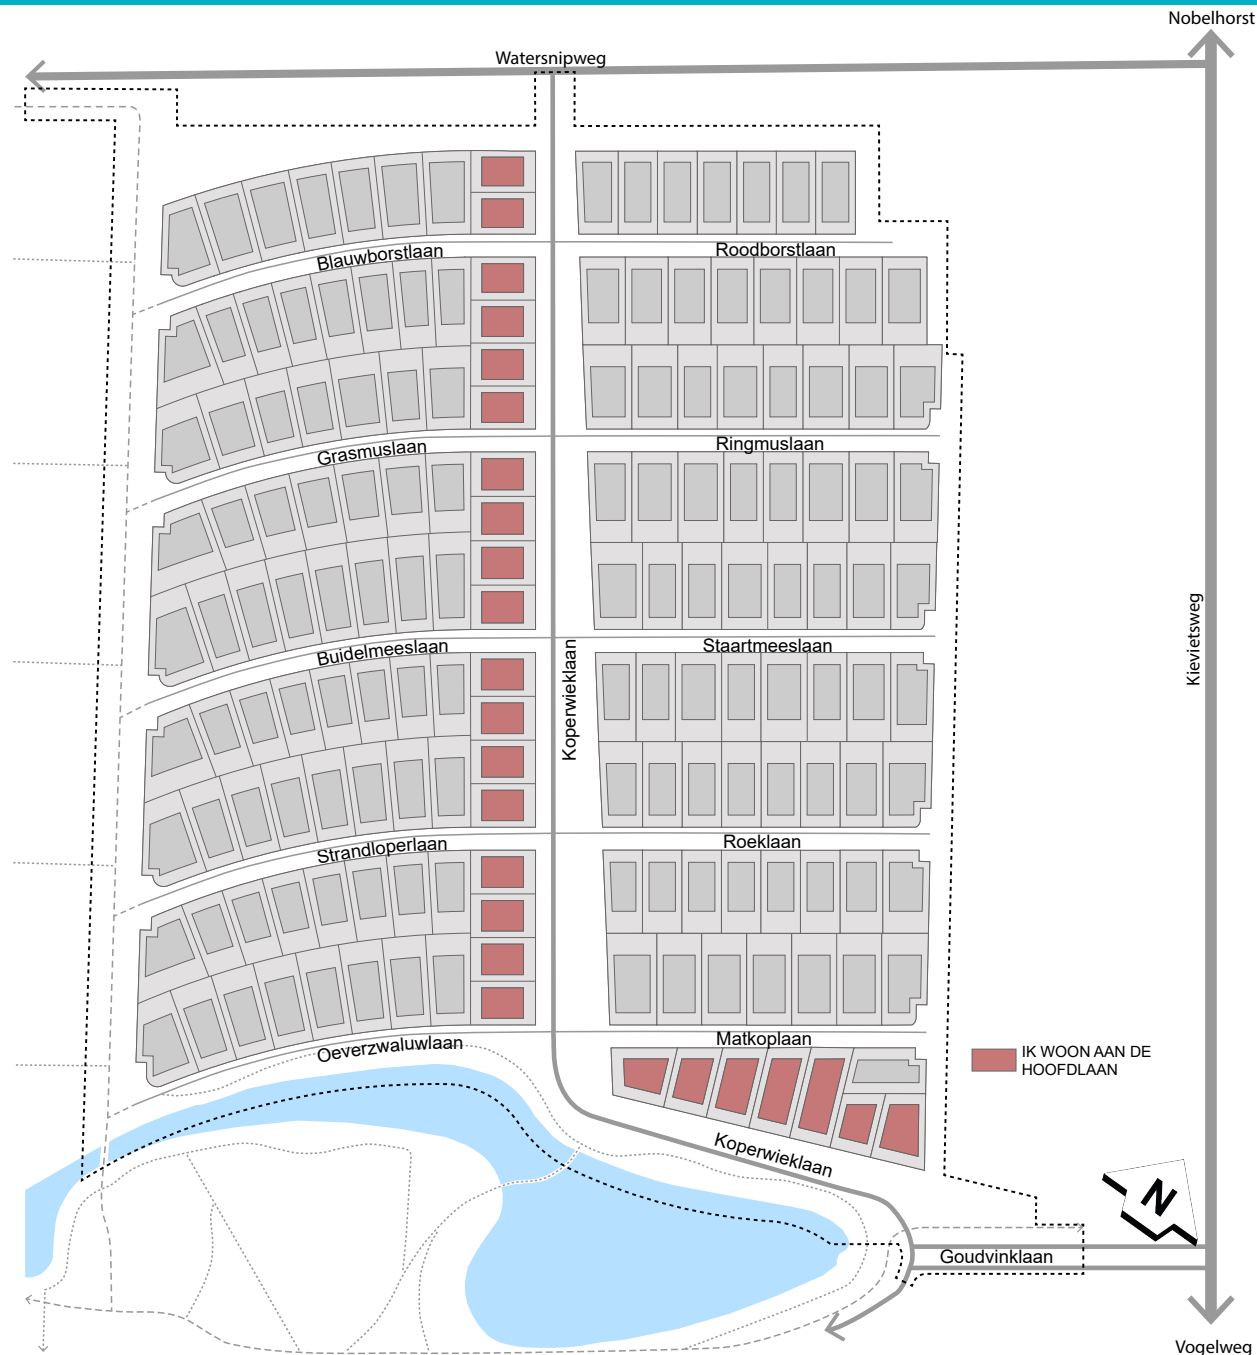 Nobelhorst
Watersnipweg
Blauwborstlaan
Roodborstlaan
Grasmuslaan
Ringmuslaan
Kievietsweg
Buidelmeeslaan
Staartmeeslaan
Koperwieklaan
Strandloperlaan
Roeklaan
Oeverzwaluwlaan
Matkoplaan
IK WOON AAN DE
HOOFDLAAN
Koperwieklaan
N
Goudvinklaan
Vogelweg